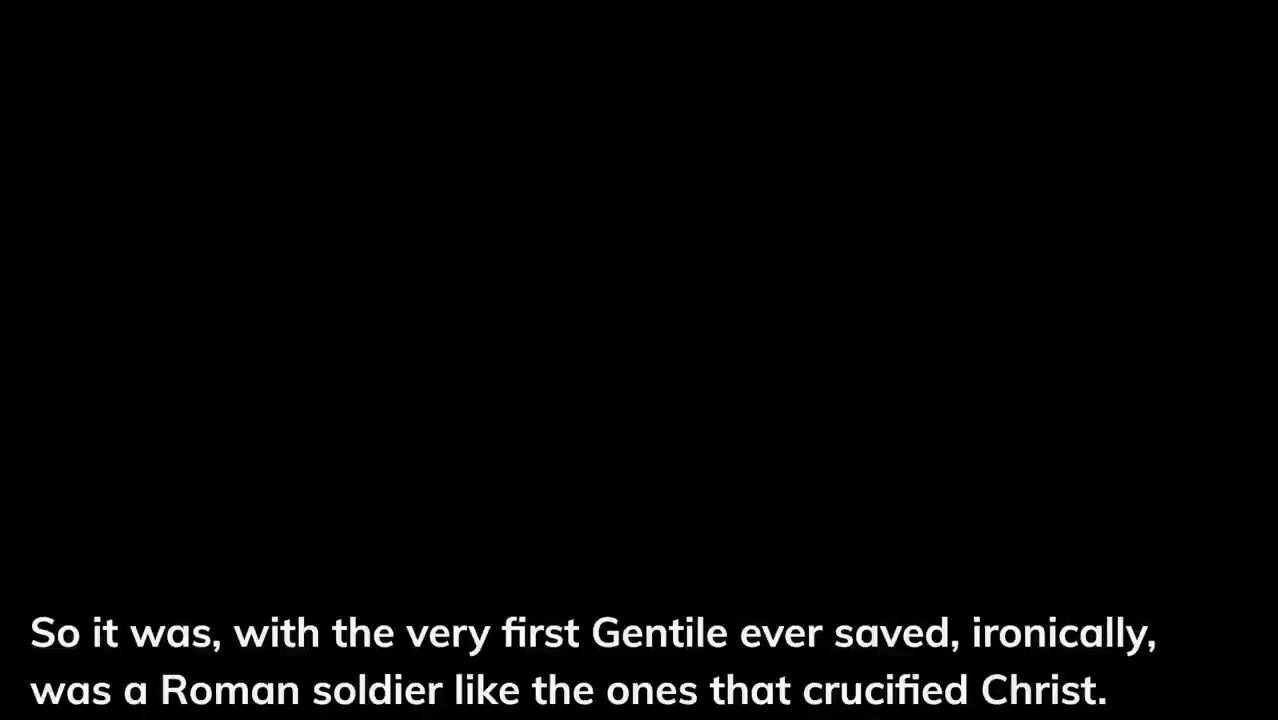 So it was, with the very first Gentile ever saved, ironically,
was a Roman soldier like the ones that crucified Christ.